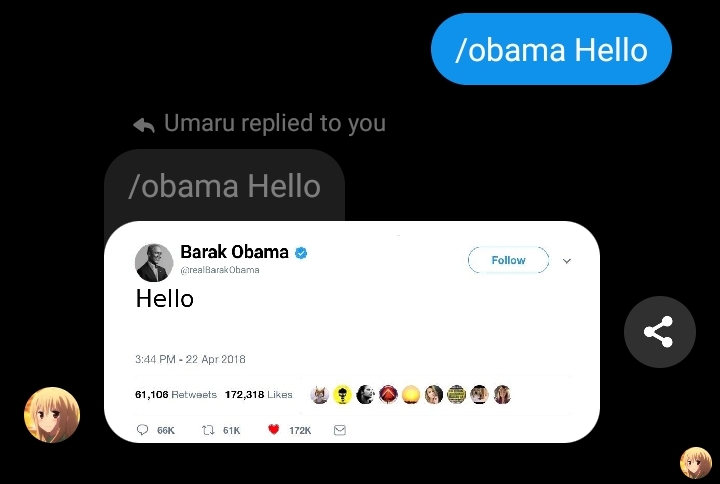 /obama Hello
Umaru replied to you
/obama Hello
Barak Obama
@realBarakObama
Follow
Hello
3:44 PM - 22 Apr 2018
61,106 Retweets 172,318 Likes
66K 61K 172K